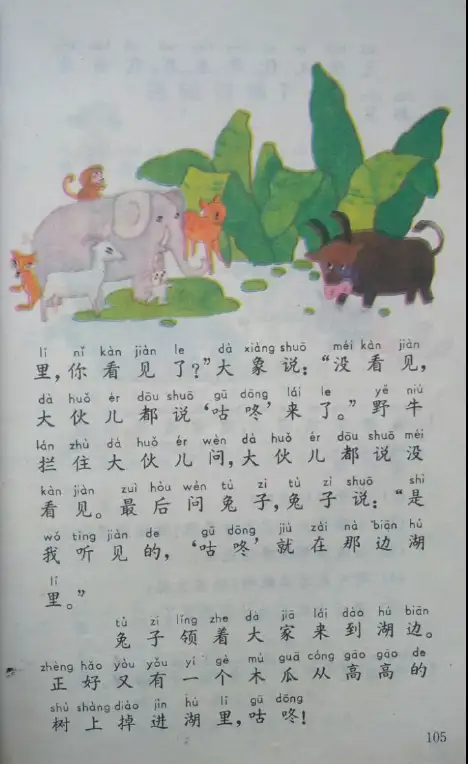 lǐ nǐ kàn jiàn le dà xiàng shuō méi kàn jiàn
里，你看见了？”大象说：“没看见，
dà huǒ ér dōu shuō gū dōng lái le yě niú
大伙儿都说‘咕咚’来了。”野牛
lán zhù dà huǒ ér wèn dà huǒ ér dōu shuō méi
拦住大伙儿问，大伙儿都说没
kàn jiàn zuì hòu wèn tù zi tù zi shuō shì
看见。最后问兔子，兔子说：“是
wǒ tīng jiàn de gū dōng jiù zài nà biān hú
我听见的，‘咕咚’就在那边湖
lǐ
里。”
tù zi lǐng zhe dà jiā lái dào hú biān
兔子领着大家来到湖边。
zhèng hǎo yòu yǒu yí gè mù guā cóng gāo gāo de
正好又有一个木瓜从高高的
shù shàng diào jìn hú lǐ gū dōng
树上掉进湖里，咕咚！
105